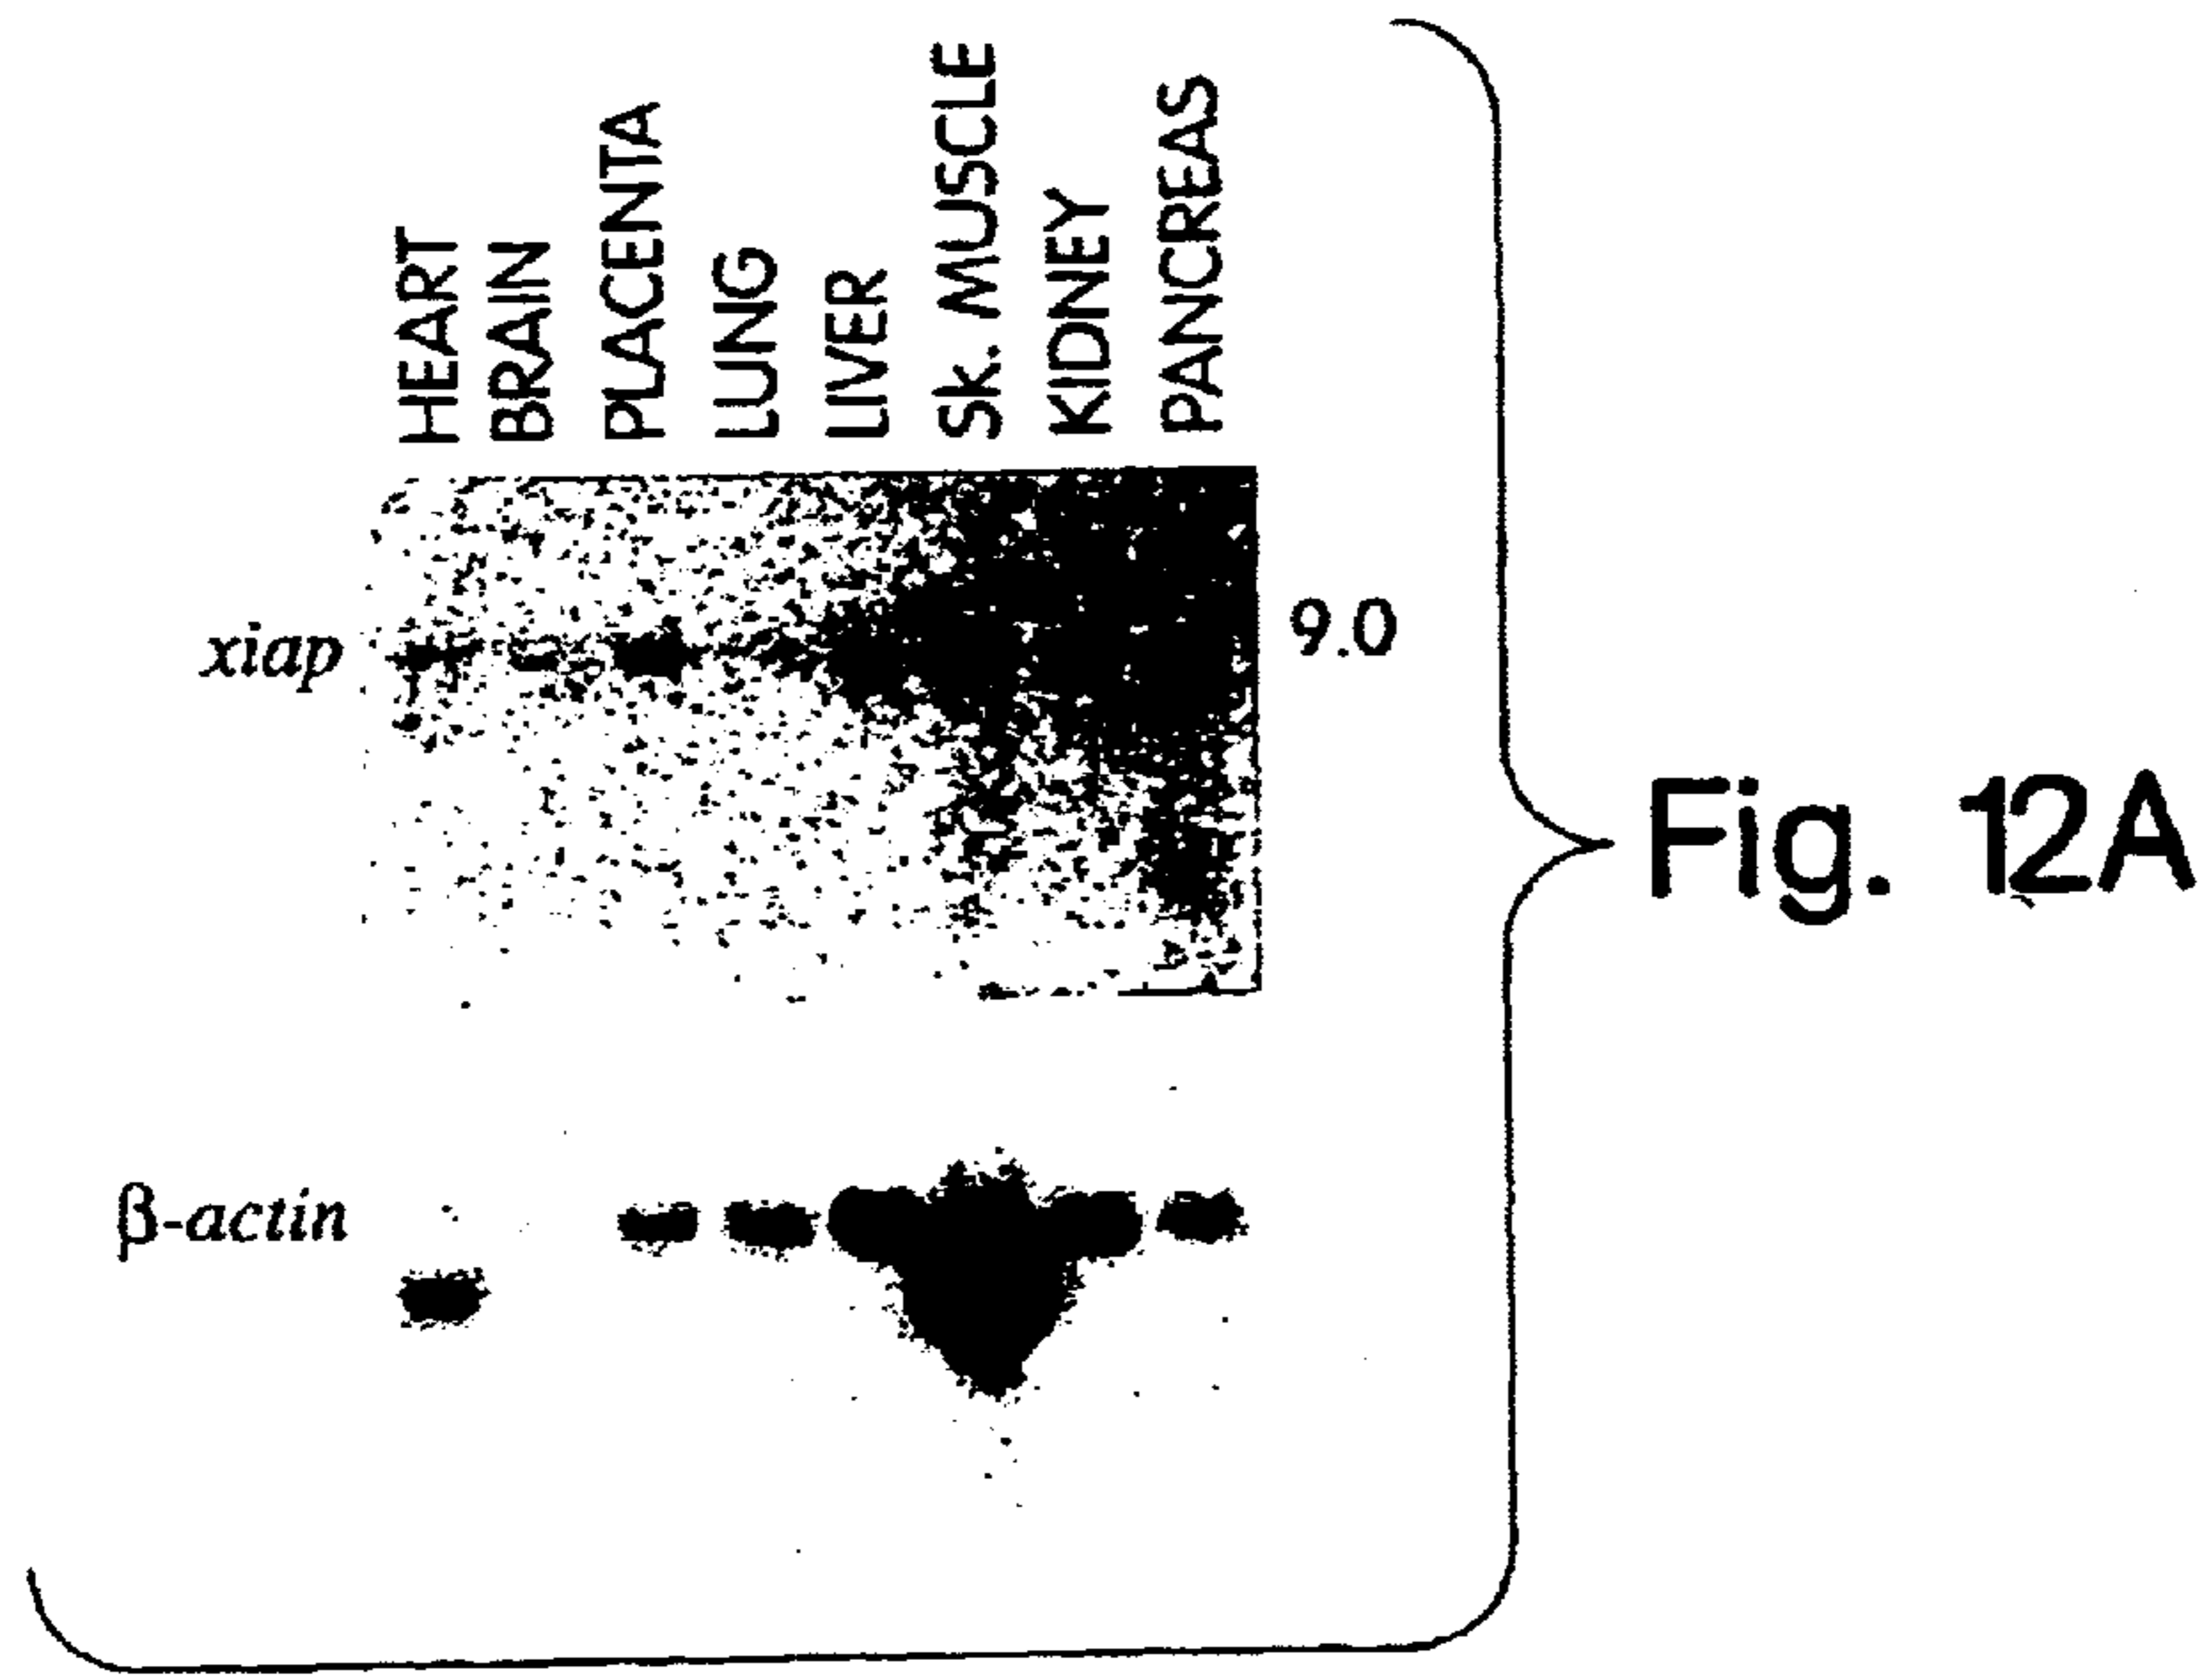 HEART
BRAIN
PLACENTA
LUNG
LIVER
SK. MUSCLE
KIDNEY
PANCREAS
xiap
9.0
Fig. 12A
β-actin